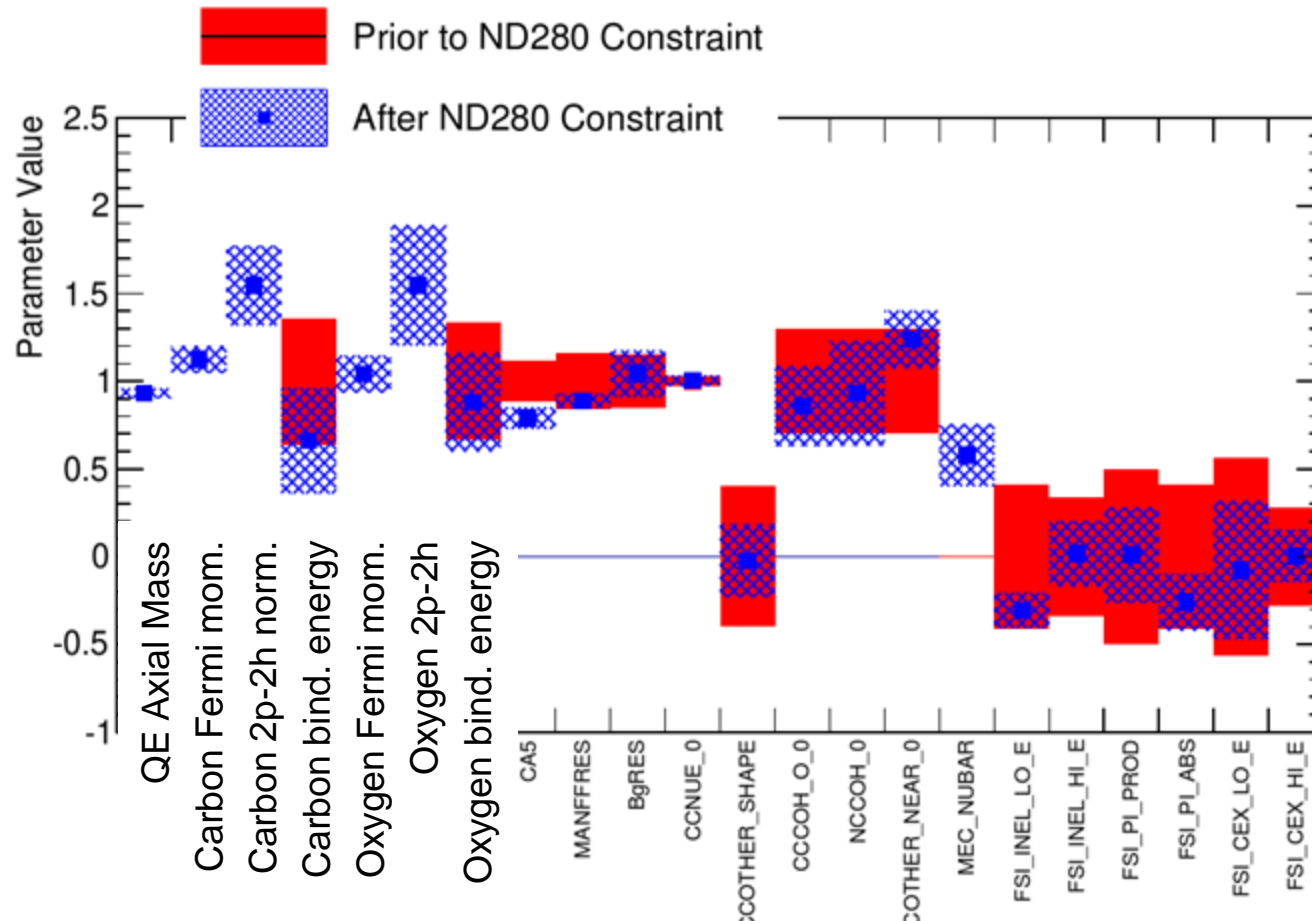 Prior to ND280 Constraint
After ND280 Constraint
Parameter Value
2.5
2
1.5
1
0.5
0
-0.5
-1
QE Axial Mass
Carbon Fermi mom.
Carbon 2p-2h norm.
Carbon bind. energy
Oxygen Fermi mom.
Oxygen 2p-2h
Oxygen bind. energy
CA5
MANFFRES
BgRES
CCNUE_0
CCOTHER_SHAPE
CCCOH_O_0
NCCOH_0
COTHER_NEAR_0
MEC_NUBAR
FSI_INEL_LO_E
FSI_INEL_HI_E
FSI_PI_PROD
FSI_PI_ABS
FSI_CEX_LO_E
FSI_CEX_HI_E